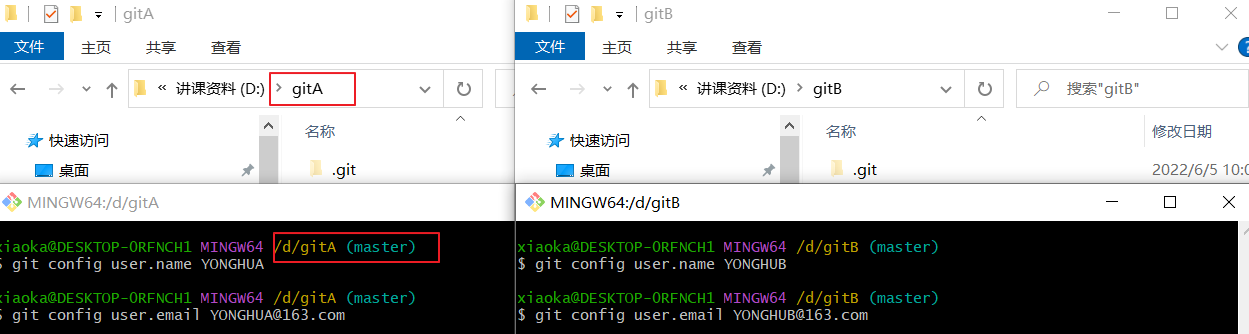 gitA
文件 主页 共享 查看
« 讲课资料 (D:) > gitA
名称
快速访问
桌面
.git
MINGW64:/d/gitA
xiaoka@DESKTOP-0RFNCH1 MINGW64 /d/gitA (master)
$ git config user.name YONGHUA
xiaoka@DESKTOP-0RFNCH1 MINGW64 /d/gitA (master)
$ git config user.email YONGHUA@163.com
gitB
文件 主页 共享 查看
« 讲课资料 (D:) > gitB
搜索"gitB"
名称 修改日期
快速访问
桌面
.git 2022/6/5 10:0
MINGW64:/d/gitB
xiaoka@DESKTOP-0RFNCH1 MINGW64 /d/gitB (master)
$ git config user.name YONGHUB
xiaoka@DESKTOP-0RFNCH1 MINGW64 /d/gitB (master)
$ git config user.email YONGHUB@163.com